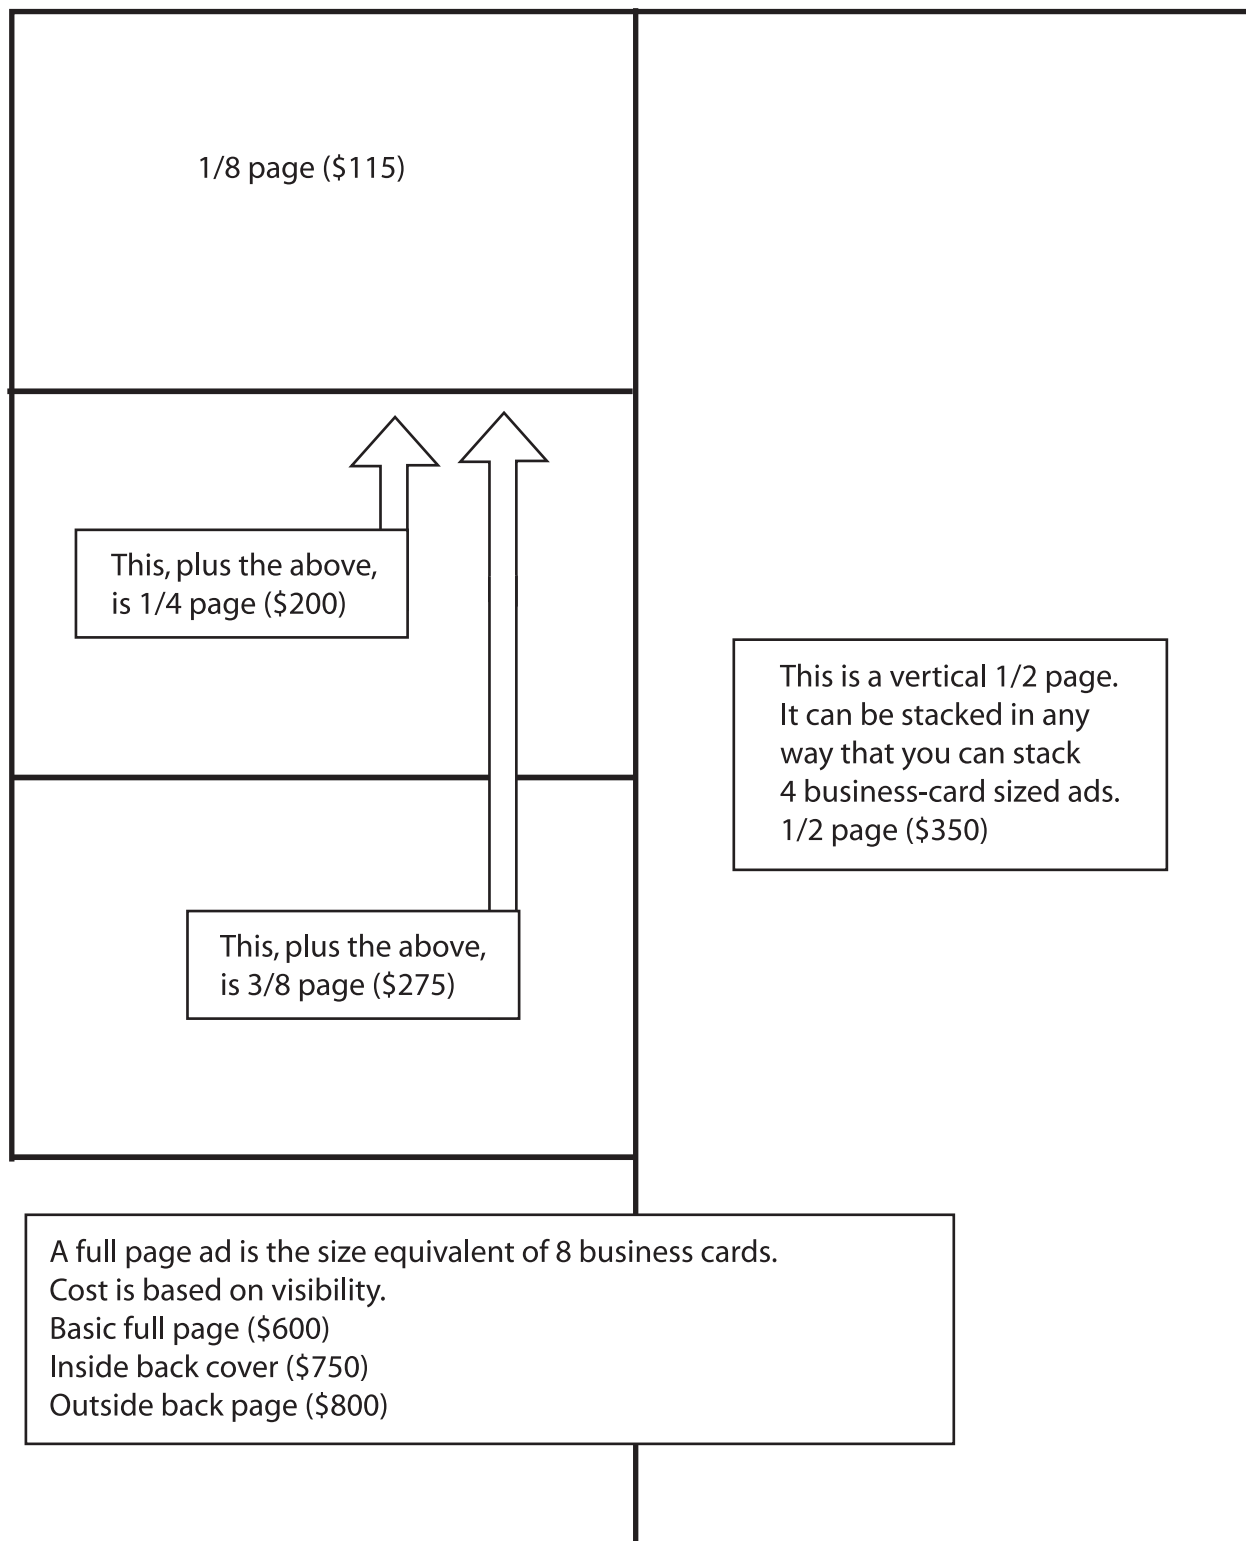 1/8 page ($115)
This, plus the above,
is 1/4 page ($200)
This is a vertical 1/2 page.
It can be stacked in any
way that you can stack
4 business-card sized ads.
1/2 page ($350)
This, plus the above,
is 3/8 page ($275)
A full page ad is the size equivalent of 8 business cards.
Cost is based on visibility.
Basic full page ($600)
Inside back cover ($750)
Outside back page ($800)